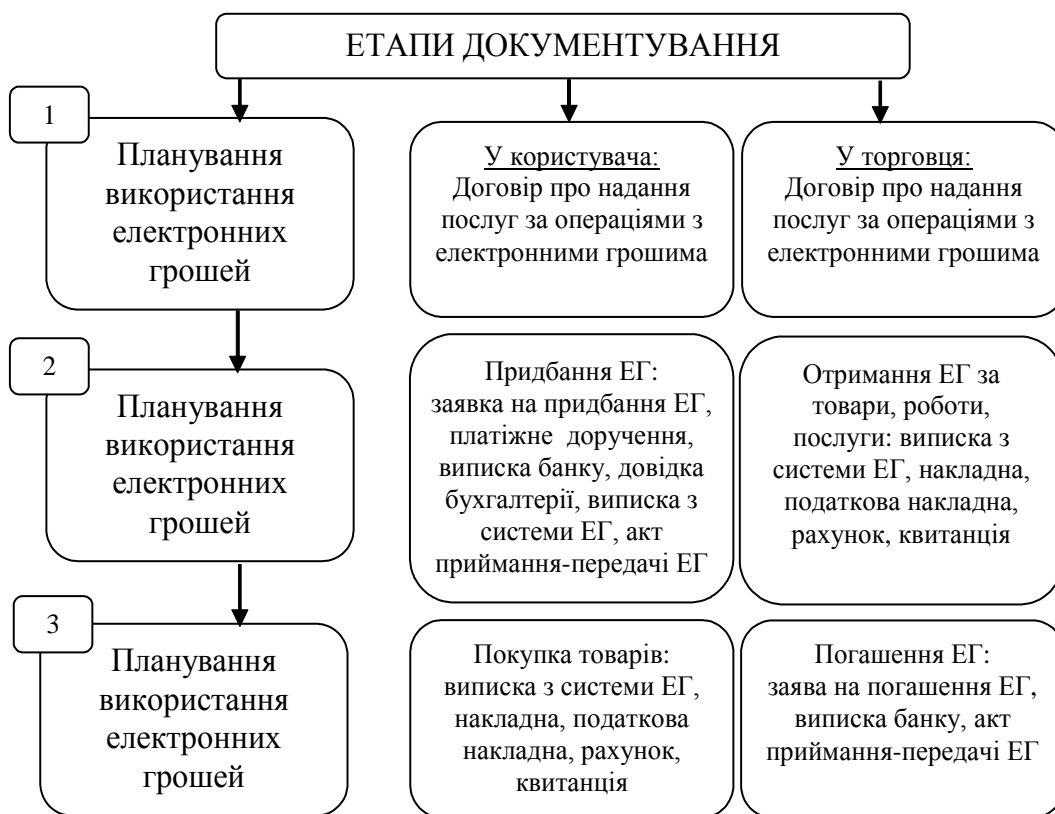 ЕТАПИ ДОКУМЕНТУВАННЯ
1
Планування
використання
електронних
грошей
У користувача:
Договір про надання
послуг за операціями з
електронними грошима
У торговця:
Договір про надання
послуг за операціями з
електронними грошима
2
Планування
використання
електронних
грошей
Придбання ЕГ:
заявка на придбання ЕГ,
платіжне доручення,
виписка банку, довідка
бухгалтерії, виписка з
системи ЕГ, акт
приймання-передачі ЕГ
Отримання ЕГ за
товари, роботи,
послуги: виписка з
системи ЕГ, накладна,
податкова накладна,
рахунок, квитанція
3
Планування
використання
електронних
грошей
Покупка товарів:
виписка з системи ЕГ,
накладна, податкова
накладна, рахунок,
квитанція
Погашення ЕГ:
заява на погашення ЕГ,
виписка банку, акт
приймання-передачі ЕГ